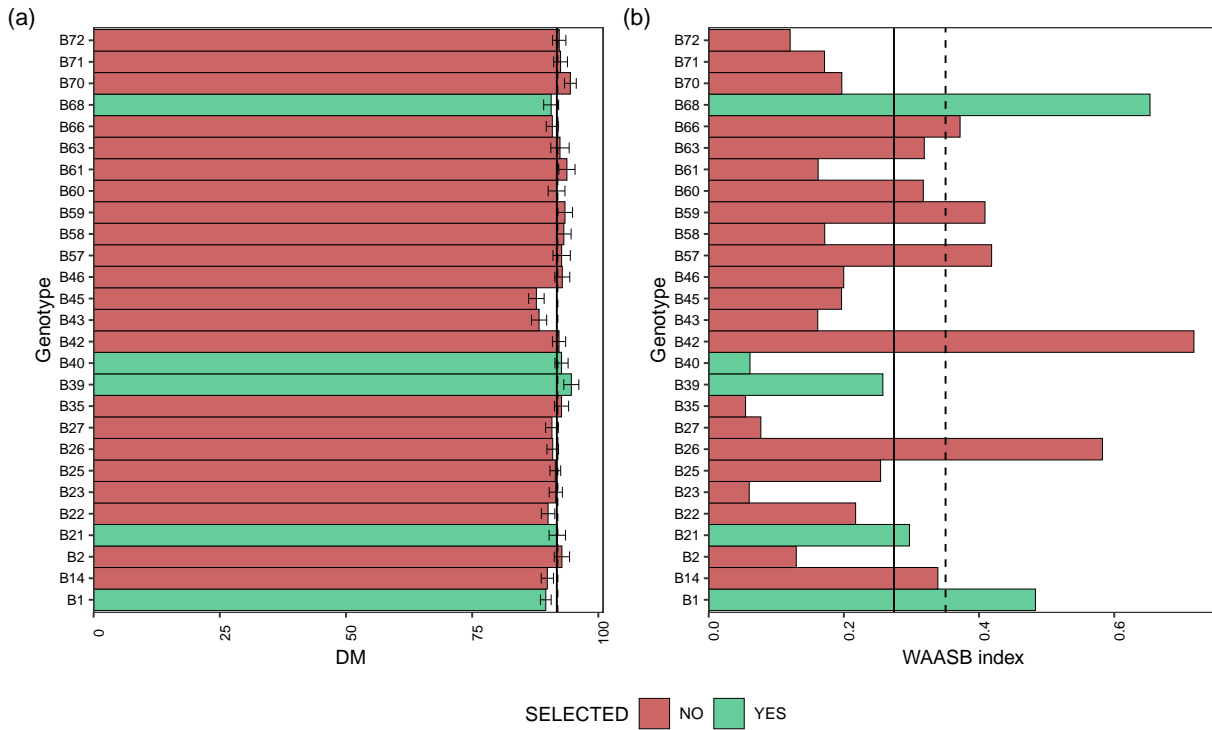 (a)
Genotype
B72
B71
B70
B68
B66
B63
B61
B60
B59
B58
B57
B46
B45
B43
B42
B40
B39
B35
B27
B26
B25
B23
B22
B21
B2
B14
B1
0
25
50
75
100
DM
(b)
Genotype
B72
B71
B70
B68
B66
B63
B61
B60
B59
B58
B57
B46
B45
B43
B42
B40
B39
B35
B27
B26
B25
B23
B22
B21
B2
B14
B1
0.0
0.2
0.4
0.6
WAASB index
SELECTED NO YES